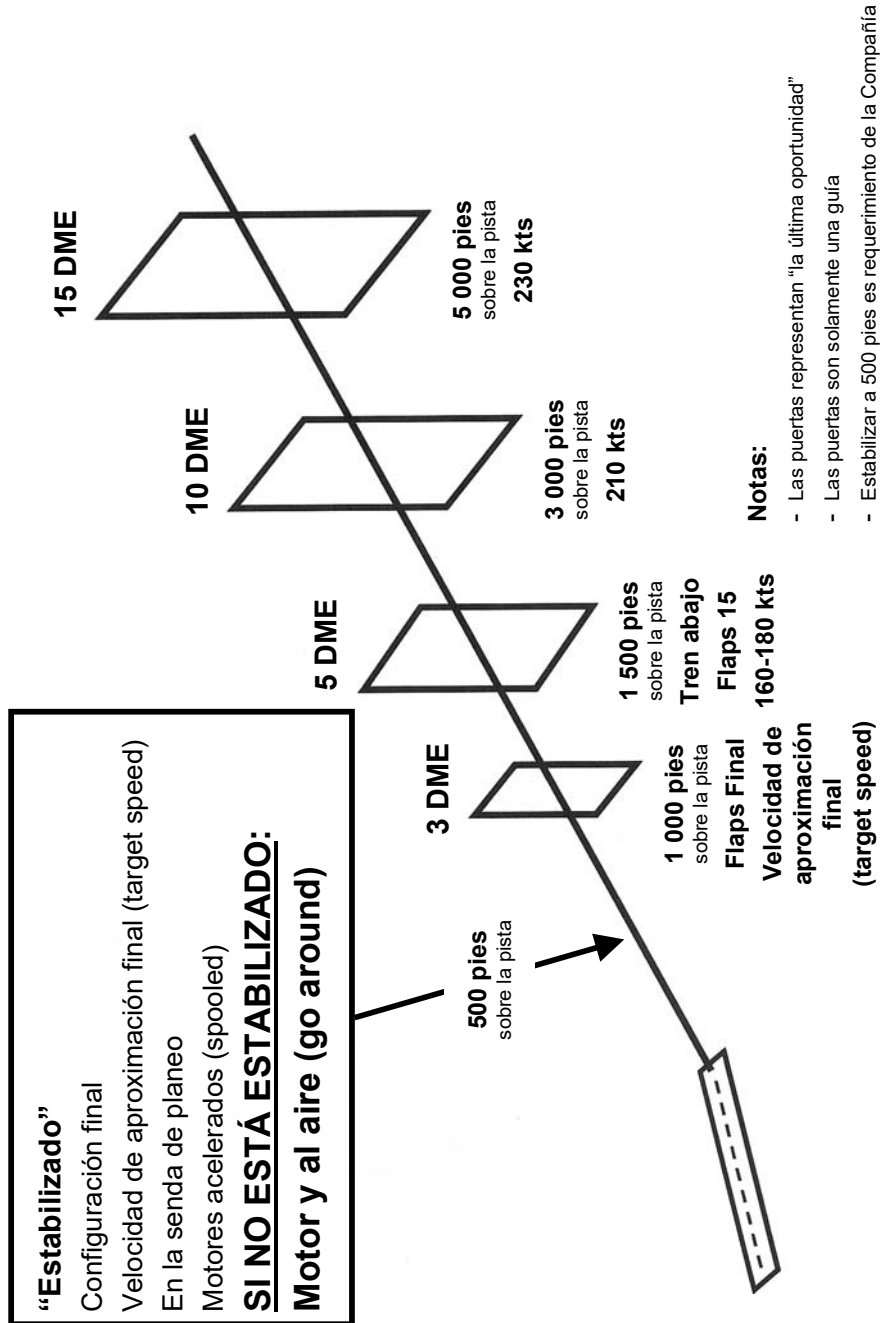 “Estabilizado”
Configuración final
Velocidad de aproximación final (target speed)
En la senda de planeo
Motores acelerados (spooled)
SI NO ESTÁ ESTABILIZADO:
Motor y al aire (go around)
500 pies
sobre la pista
3 DME
1 000 pies
sobre la pista
Flaps Final
Velocidad de
aproximación
final
(target speed)
5 DME
1 500 pies
sobre la pista
Tren abajo
Flaps 15
160-180 kts
10 DME
3 000 pies
sobre la pista
210 kts
15 DME
5 000 pies
sobre la pista
230 kts
Notas:
- Las puertas representan “la última oportunidad”
- Las puertas son solamente una guía
- Estabilizar a 500 pies es requerimiento de la Compañía